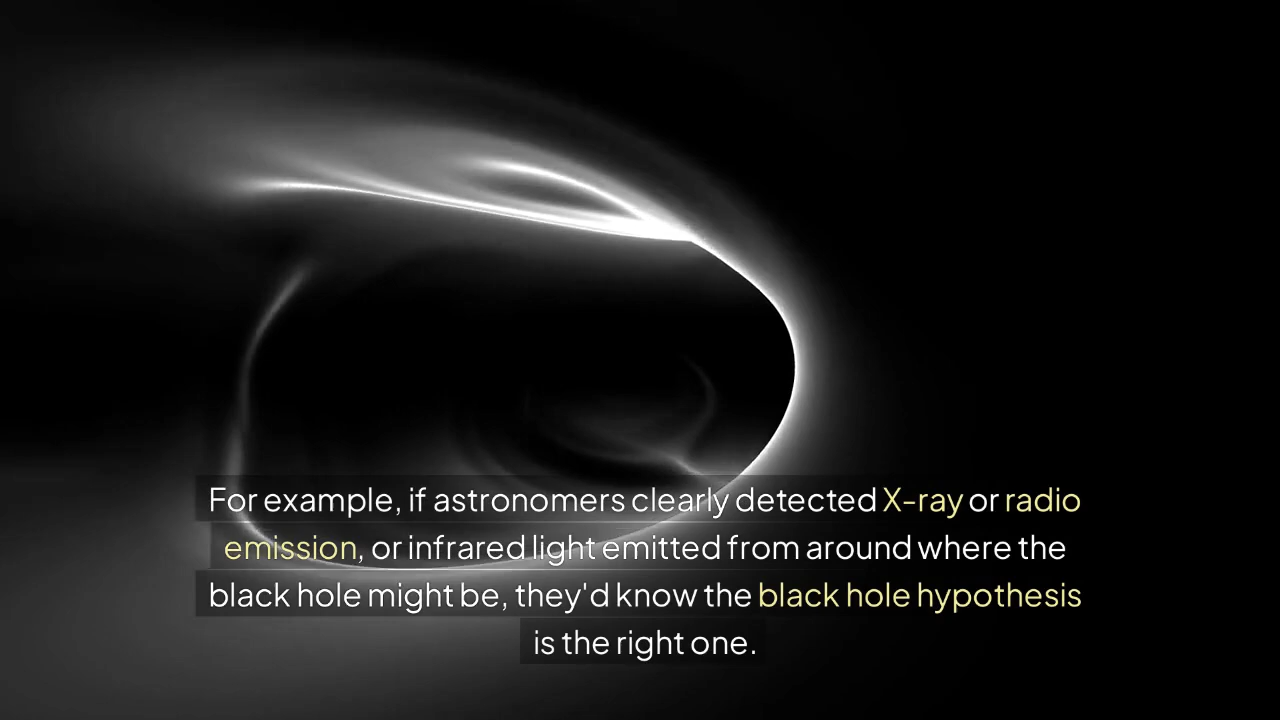 For example, if astronomers clearly detected X-ray or radio
emission, or infrared light emitted from around where the
black hole might be, they'd know the black hole hypothesis
is the right one.